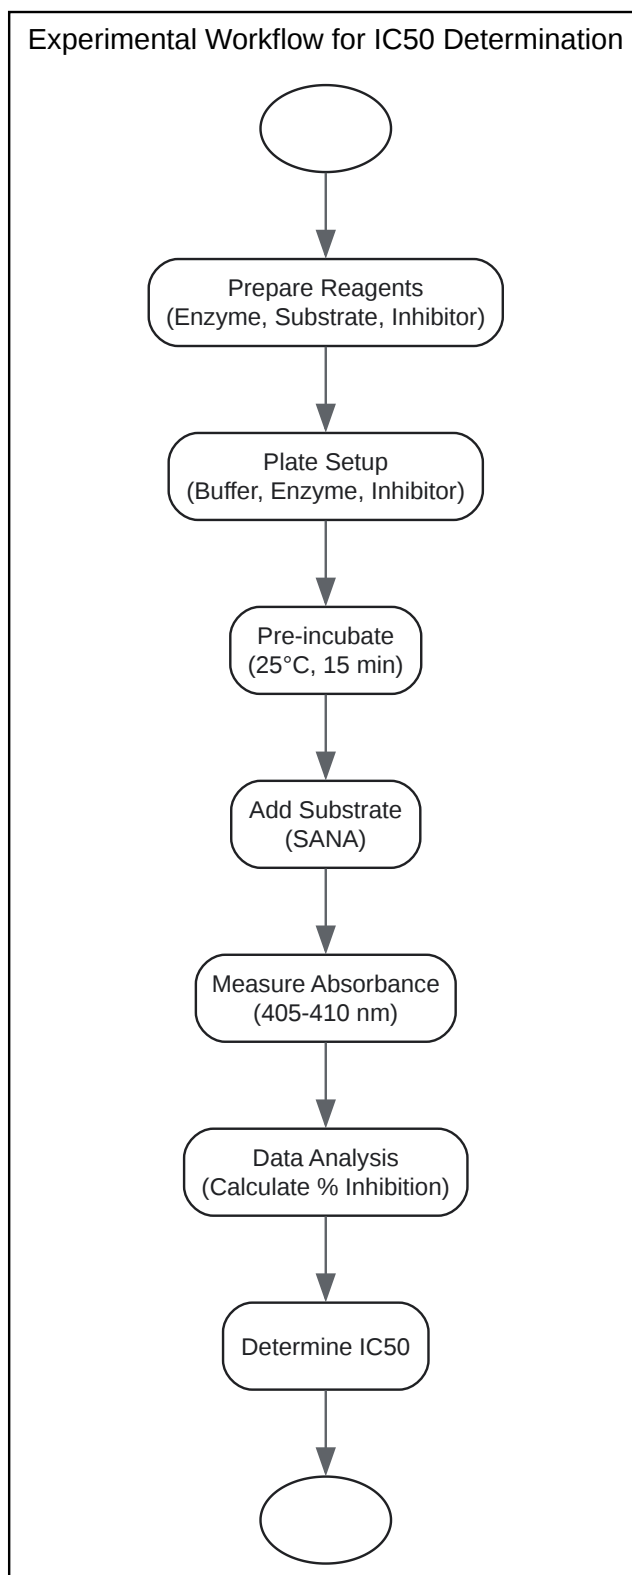 Experimental Workflow for IC50 Determination
Prepare Reagents
(Enzyme, Substrate, Inhibitor)
Plate Setup
(Buffer, Enzyme, Inhibitor)
Pre-incubate
(25°C, 15 min)
Add Substrate
(SANA)
Measure Absorbance
(405-410 nm)
Data Analysis
(Calculate % Inhibition)
Determine IC50